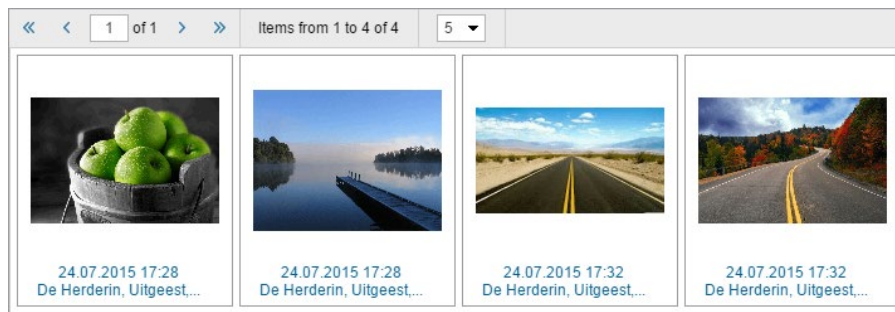 « ‹ 1 of 1 › » Items from 1 to 4 of 4 5
24.07.2015 17:28
De Herderin, Uitgeest,...
24.07.2015 17:28
De Herderin, Uitgeest,...
24.07.2015 17:32
De Herderin, Uitgeest,...
24.07.2015 17:32
De Herderin, Uitgeest,...